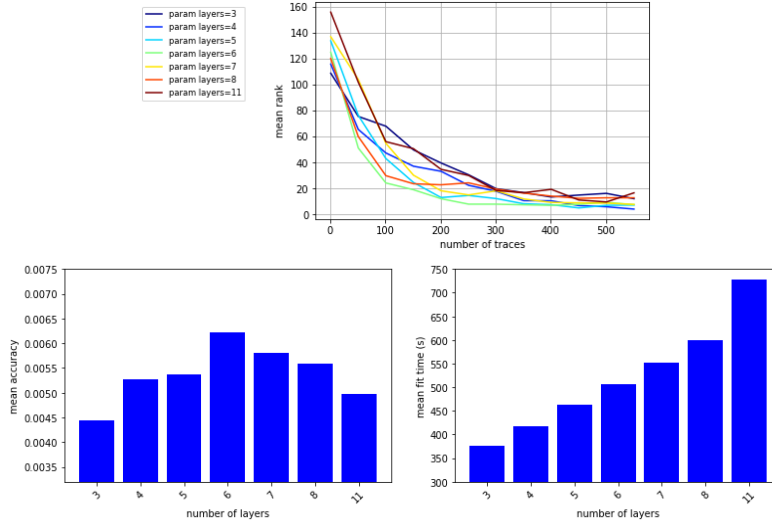 param layers=3
param layers=4
param layers=5
param layers=6
param layers=7
param layers=8
param layers=11
160
140
120
100
80
60
40
20
0
mean rank
0 100 200 300 400 500
number of traces
0.0075
0.0070
0.0065
0.0060
0.0055
0.0050
0.0045
0.0040
0.0035
mean accuracy
3 4 5 6 7 8 11
number of layers
750
700
650
600
550
500
450
400
350
300
mean fit time (s)
3 4 5 6 7 8 11
number of layers